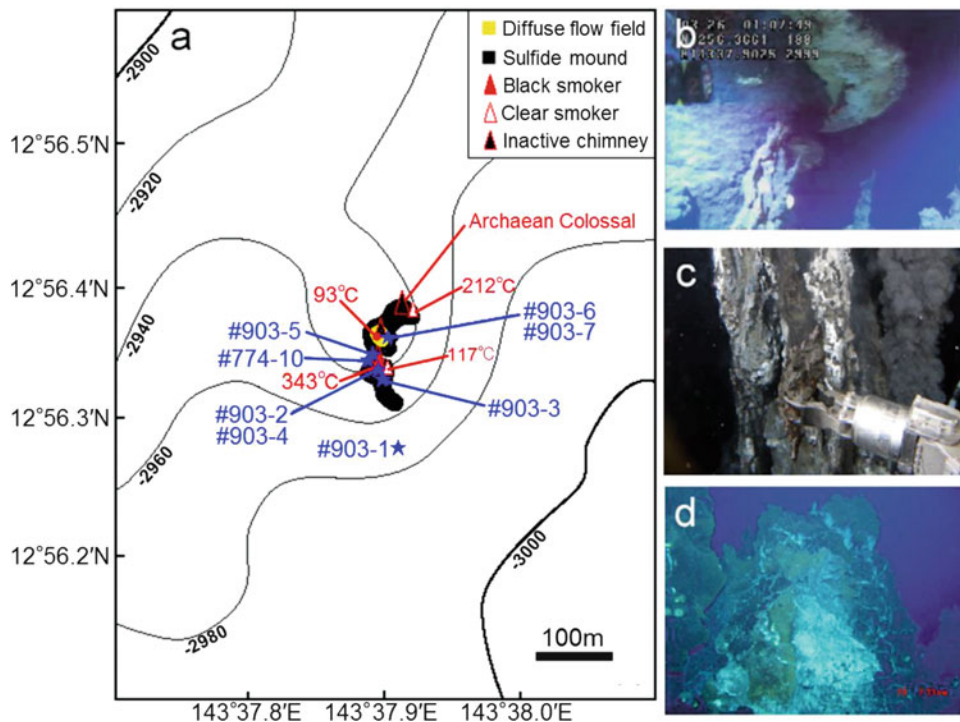 a
Diffuse flow field
Sulfide mound
Black smoker
Clear smoker
Inactive chimney
-2900
12°56.5′N
-2920
Archaean Colossal
12°56.4′N
93°C
212°C
-2940
#903-5
#903-6
#903-7
#774-10
117°C
343°C
#903-2
#903-4
#903-3
12°56.3′N
#903-1
-2960
12°56.2′N
-3000
-2980
100m
143°37.8′E
143°37.9′E
143°38.0′E
b
c
d